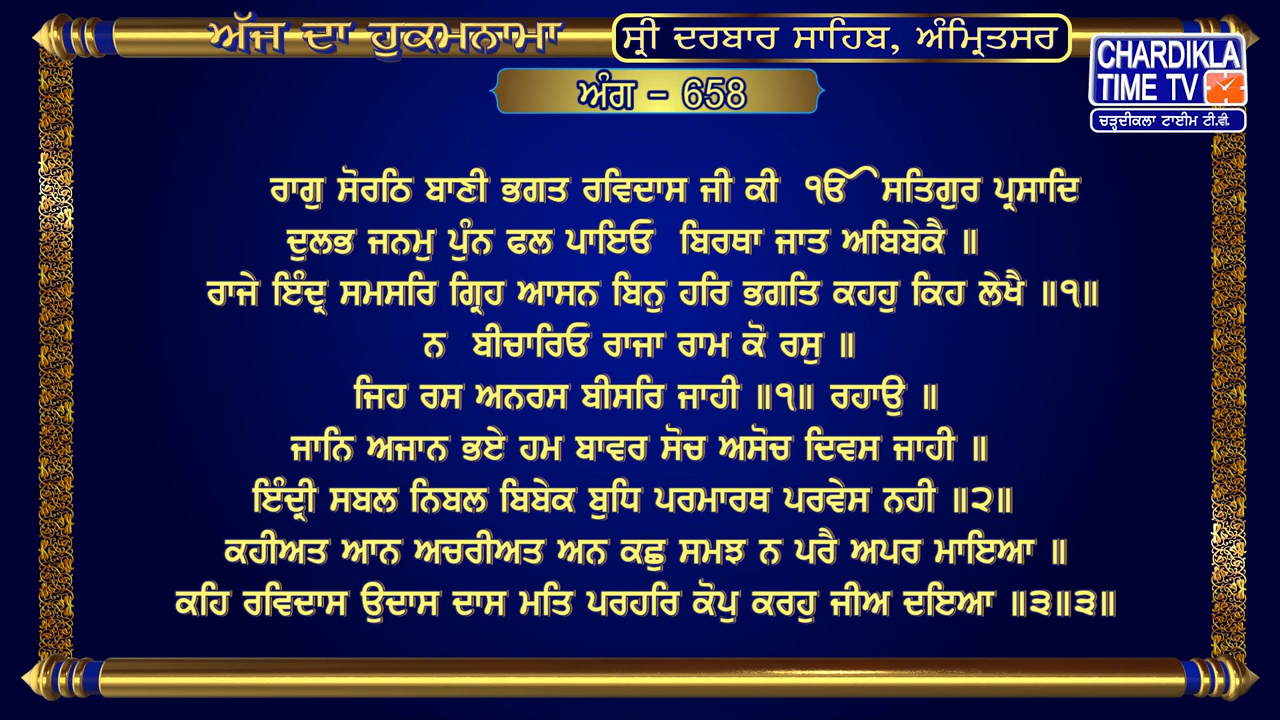 ਅੱਜ ਦਾ ਹੁਕਮਨਾਮਾ
ਸ੍ਰੀ ਦਰਬਾਰ ਸਾਹਿਬ, ਅੰਮ੍ਰਿਤਸਰ
CHARDIKLA
TIME TV
ਚੜ੍ਹਦੀਕਲਾ ਟਾਈਮ ਟੀ.ਵੀ.
ਅੰਗ - 658
ਰਾਗੁ ਸੋਰਠਿ ਬਾਣੀ ਭਗਤ ਰਵਿਦਾਸ ਜੀ ਕੀ ੴ ਸਤਿਗੁਰ ਪ੍ਰਸਾਦਿ
ਦੁਲਭ ਜਨਮੁ ਪੁੰਨ ਫਲ ਪਾਇਓ ਬਿਰਥਾ ਜਾਤ ਅਬਿਬੇਕੈ ॥
ਰਾਜੇ ਇੰਦ੍ਰ ਸਮਸਰਿ ਗ੍ਰਿਹ ਆਸਨ ਬਿਨੁ ਹਰਿ ਭਗਤਿ ਕਹਹੁ ਕਿਹ ਲੇਖੈ ॥੧॥
ਨ ਬੀਚਾਰਿਓ ਰਾਜਾ ਰਾਮ ਕੋ ਰਸੁ ॥
ਜਿਹ ਰਸ ਅਨਰਸ ਬੀਸਰਿ ਜਾਹੀ ॥੧॥ ਰਹਾਉ ॥
ਜਾਨਿ ਅਜਾਨ ਭਏ ਹਮ ਬਾਵਰ ਸੋਚ ਅਸੋਚ ਦਿਵਸ ਜਾਹੀ ॥
ਇੰਦ੍ਰੀ ਸਬਲ ਨਿਬਲ ਬਿਬੇਕ ਬੁਧਿ ਪਰਮਾਰਥ ਪਰਵੇਸ ਨਹੀ ॥੨॥
ਕਹੀਅਤ ਆਨ ਅਚਰੀਅਤ ਅਨ ਕਛੁ ਸਮਝ ਨ ਪਰੈ ਅਪਰ ਮਾਇਆ ॥
ਕਹਿ ਰਵਿਦਾਸ ਉਦਾਸ ਦਾਸ ਮਤਿ ਪਰਹਰਿ ਕੋਪੁ ਕਰਹੁ ਜੀਅ ਦਇਆ ॥੩॥੩॥